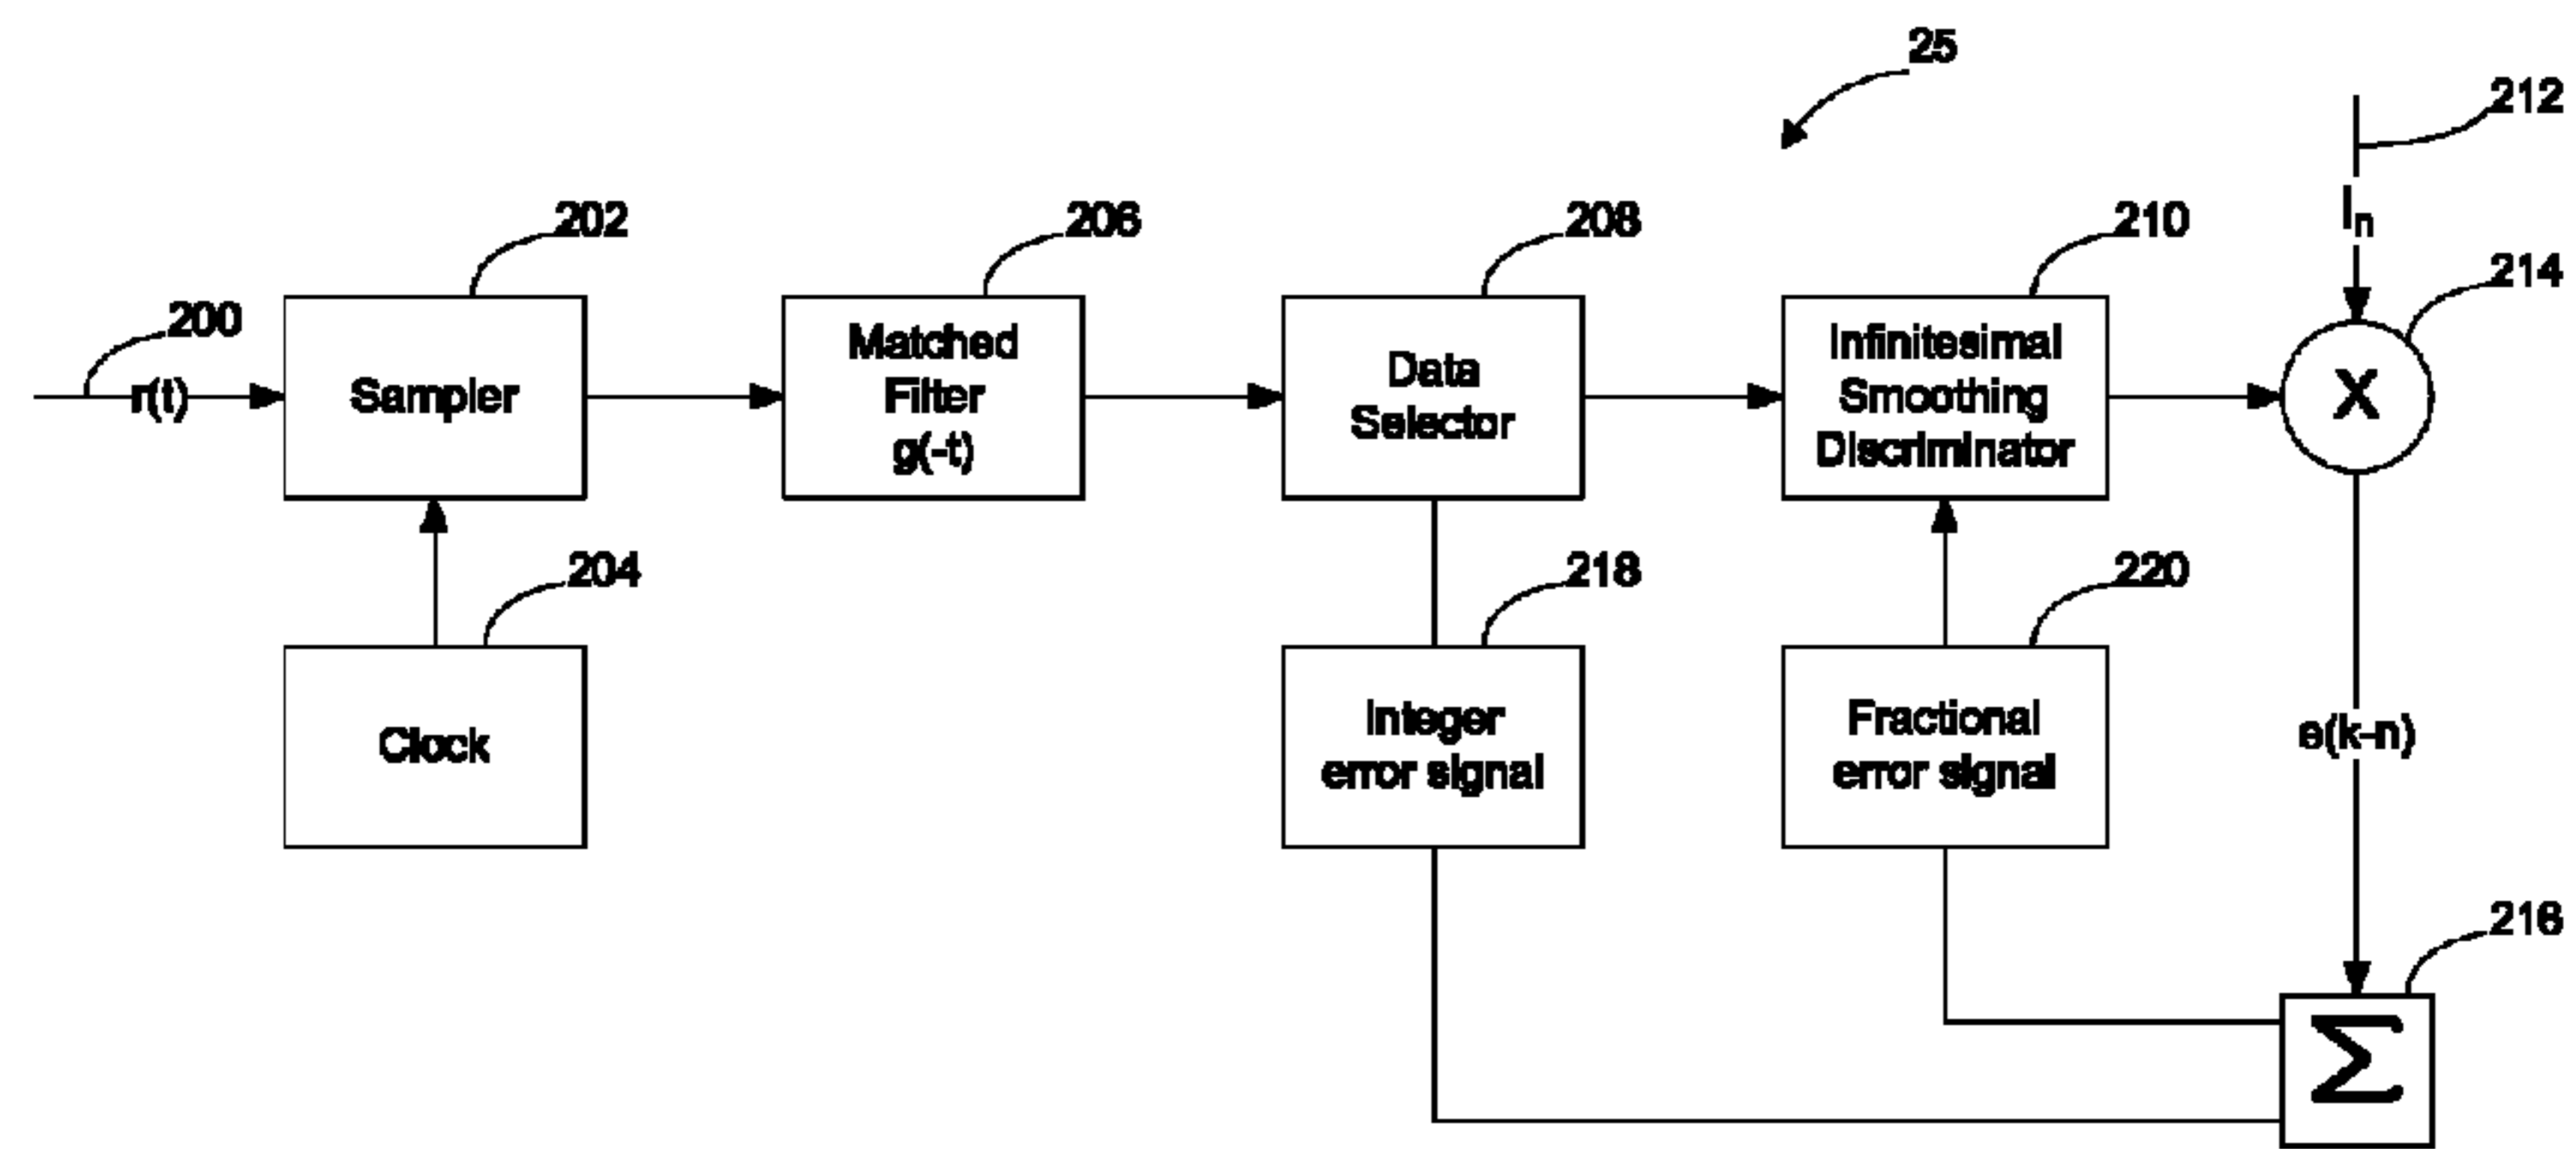 25
212
I_n
202
206
208
210
214
200
r(t)
Sampler
Matched
Filter
g(-t)
Data
Selector
Infinitesimal
Smoothing
Discriminator
X
204
218
220
Clock
Integer
error signal
Fractional
error signal
e(k-n)
216
Σ